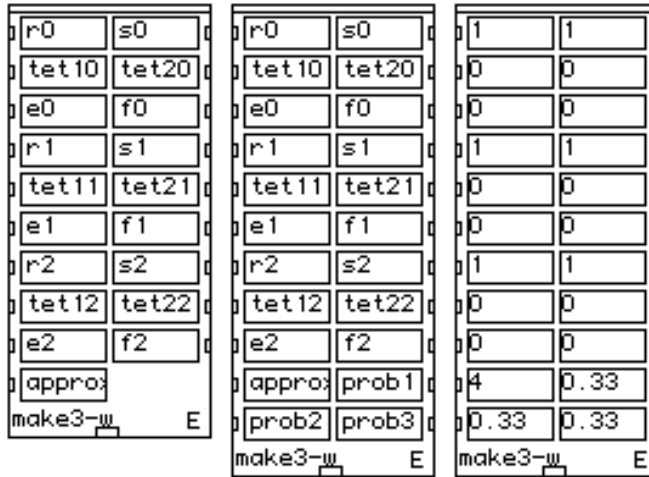 r0 s0
tet10 tet20
e0 f0
r1 s1
tet11 tet21
e1 f1
r2 s2
tet12 tet22
e2 f2
approx
make3-w E
r0 s0
tet10 tet20
e0 f0
r1 s1
tet11 tet21
e1 f1
r2 s2
tet12 tet22
e2 f2
approx prob1
prob2 prob3
make3-w E
1 1
0 0
0 0
1 1
0 0
0 0
1 1
0 0
0 0
4 0.33
0.33 0.33
make3-w E